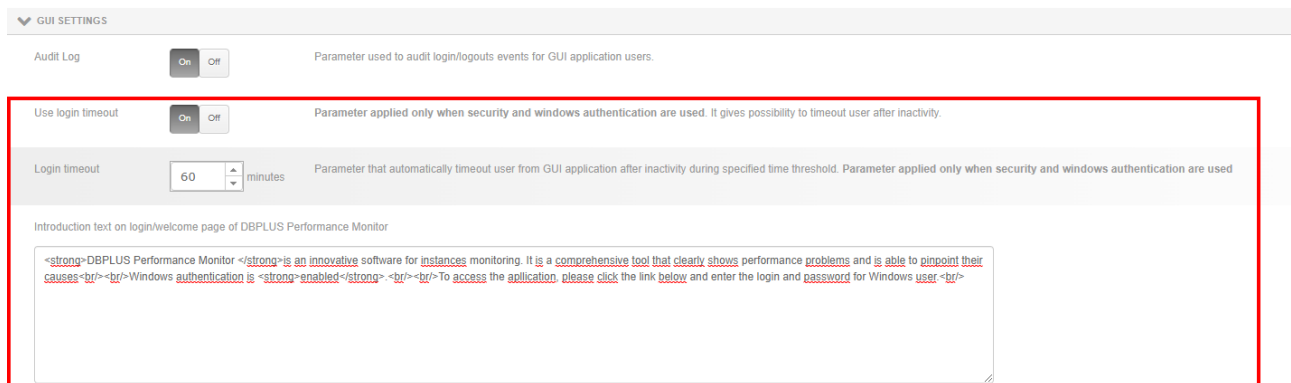 GUI SETTINGS
Audit Log On Off Parameter used to audit login/logouts events for GUI application users.
Use login timeout On Off Parameter applied only when security and windows authentication are used. It gives possibility to timeout user after inactivity.
Login timeout 60 minutes Parameter that automatically timeout user from GUI application after inactivity during specified time threshold. Parameter applied only when security and windows authentication are used
Introduction text on login/welcome page of DBPLUS Performance Monitor
<strong>DBPLUS Performance Monitor </strong>is an innovative software for instances monitoring. It is a comprehensive tool that clearly shows performance problems and is able to pinpoint their
causes<br/><br/>Windows authentication is <strong>enabled</strong>.<br/><br/>To access the apllication, please click the link below and enter the login and password for Windows user.<br/>